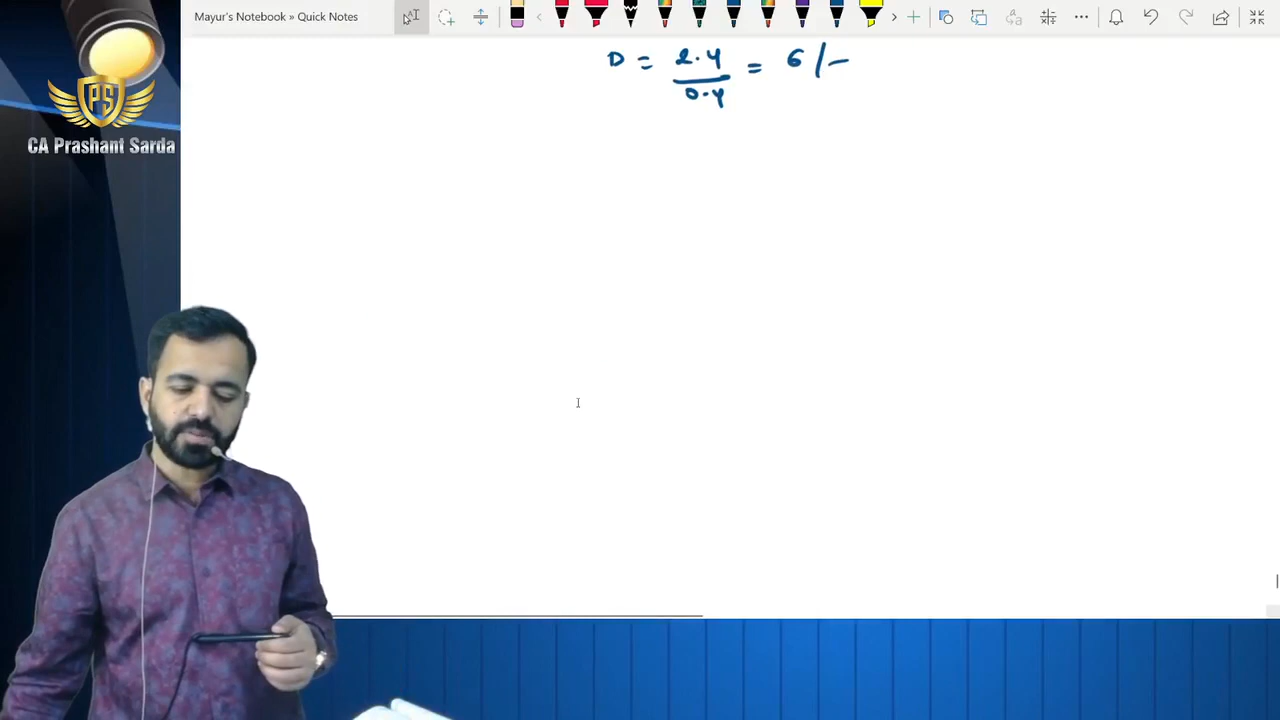 Mayur's Notebook » Quick Notes
D = 2.4 / 0.4 = 6/-
PS
CA Prashant Sarda